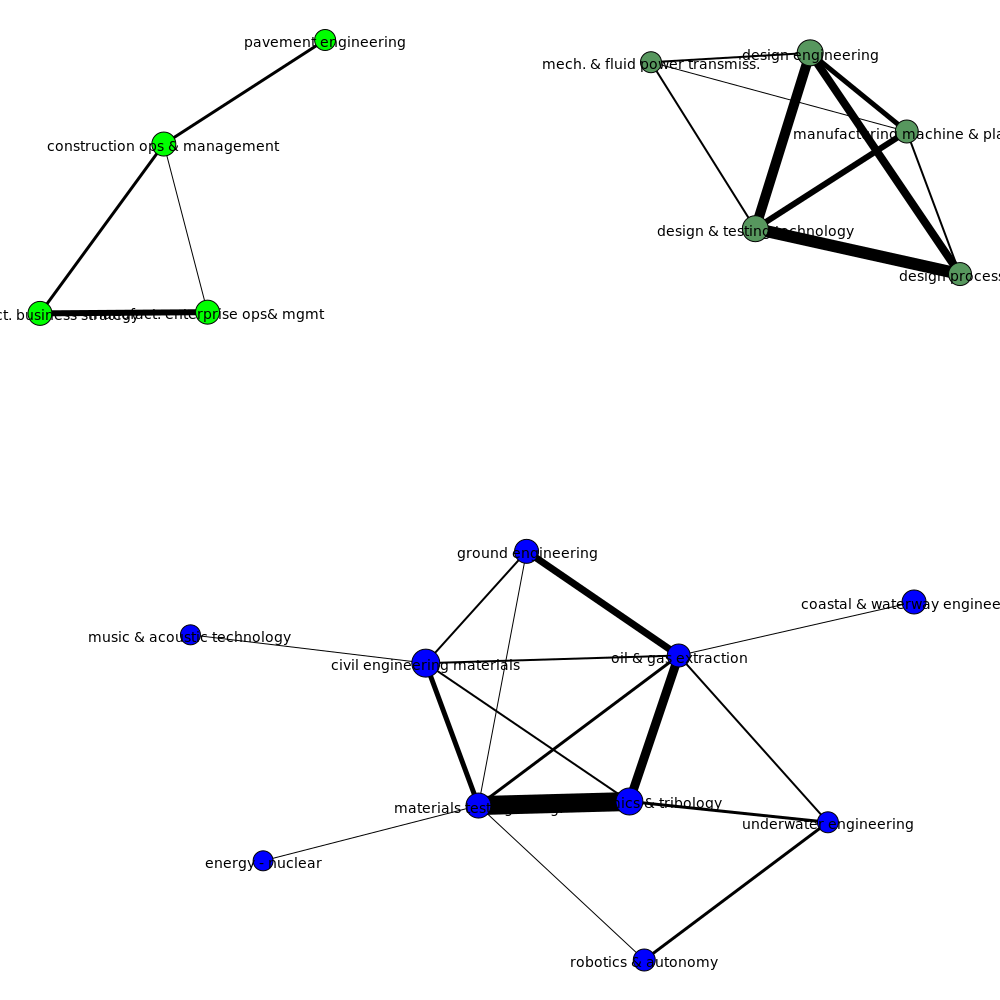 pavement engineering
design engineering
mech. & fluid power transmiss.
manufacturing machine & pla
construction ops & management
design & testing technology
design process
ct. business strategy
enterprise ops& mgmt
ground engineering
coastal & waterway enginee
music & acoustic technology
civil engineering materials
oil & gas extraction
materials testing
& tribology
underwater engineering
energy nuclear
robotics & autonomy